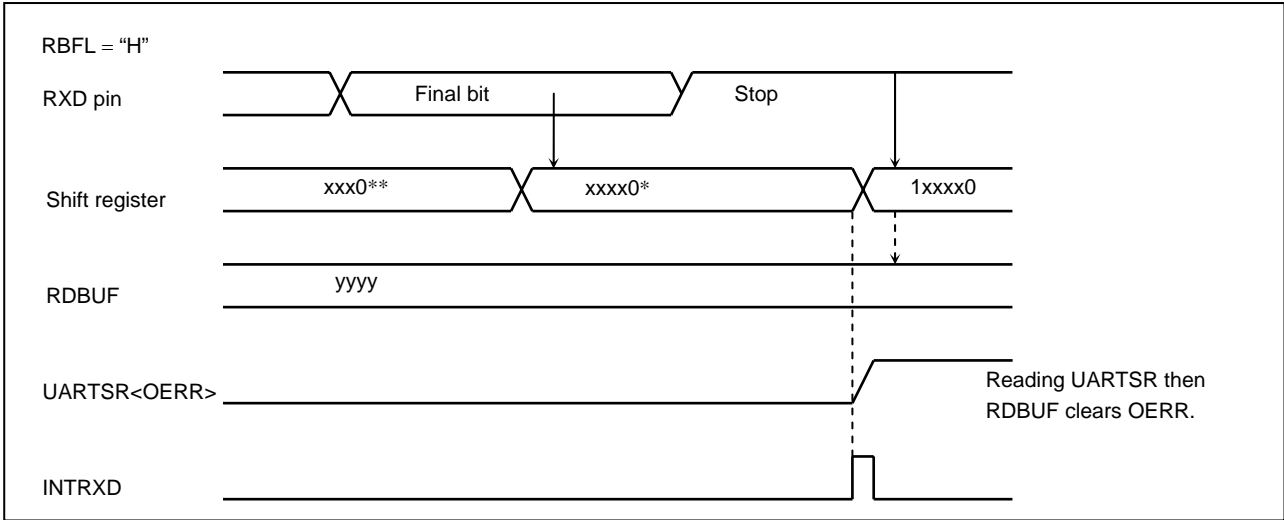 RBFL = “H”
RXD pin
Final bit
Stop
Shift register
xxx0**
xxxx0*
1xxxx0
RDBUF
yyyy
UARTSR<OERR>
Reading UARTSR then
RDBUF clears OERR.
INTRXD